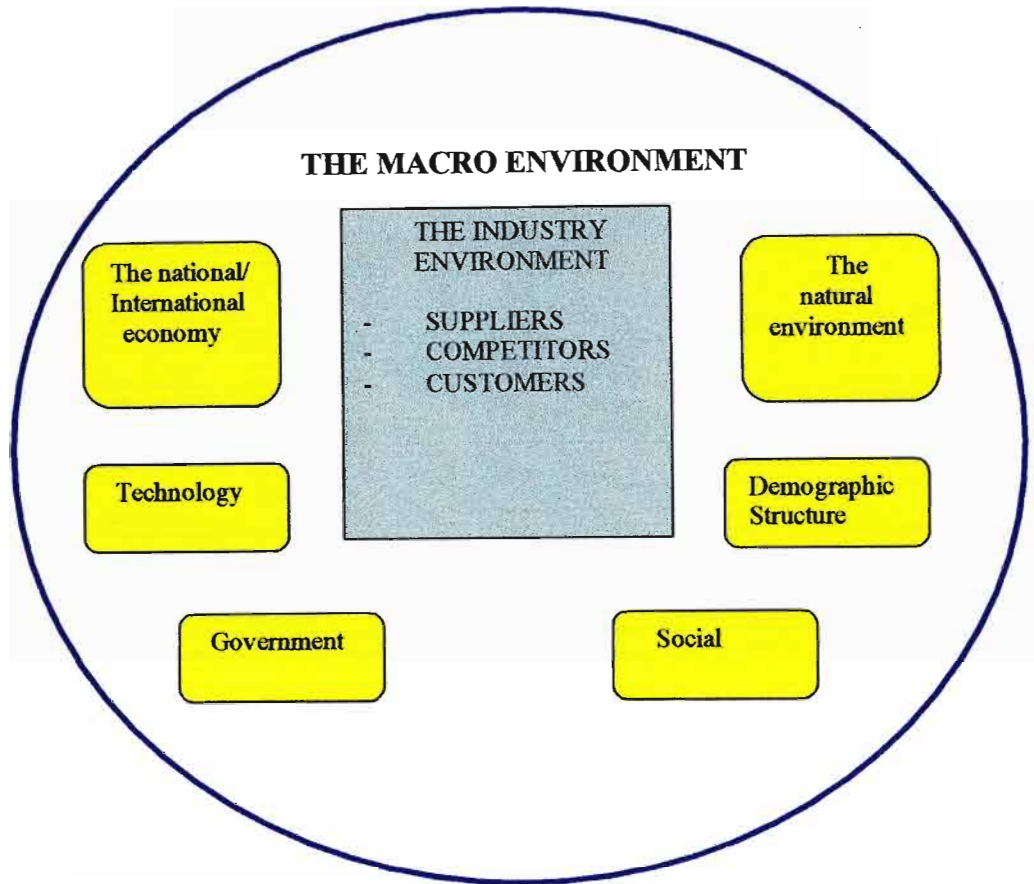 THE MACRO ENVIRONMENT
The national/
International
economy
THE INDUSTRY
ENVIRONMENT
- SUPPLIERS
- COMPETITORS
- CUSTOMERS
The
natural
environment
Technology
Demographic
Structure
Government
Social